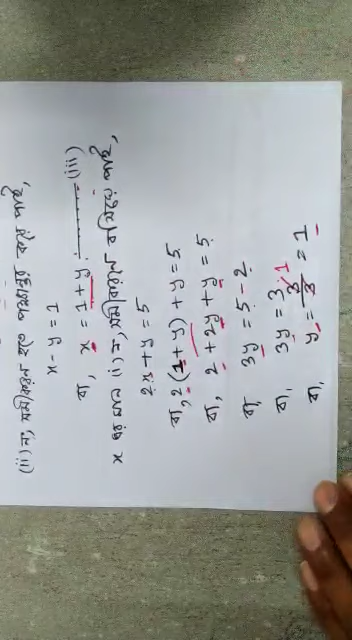 (ii) নং, সমীকরণ হতে পক্ষান্তর করে পাই,
x - y = 1
বা, x = 1 + y ———— (iii)
x এর মান (i) নং, সমীকরণে বসিয়ে পাই,
2x + y = 5
বা, 2(1 + y) + y = 5
বা, 2 + 2y + y = 5
বা, 3y = 5 - 2
বা, 3y = 3
বা, y = 3/3 1 = 1